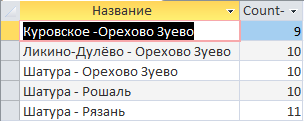 Название Count-
Куровское -Орехово Зуево 9
Ликино-Дулёво - Орехово Зуево 10
Шатура - Орехово Зуево 10
Шатура - Рошаль 10
Шатура - Рязань 11